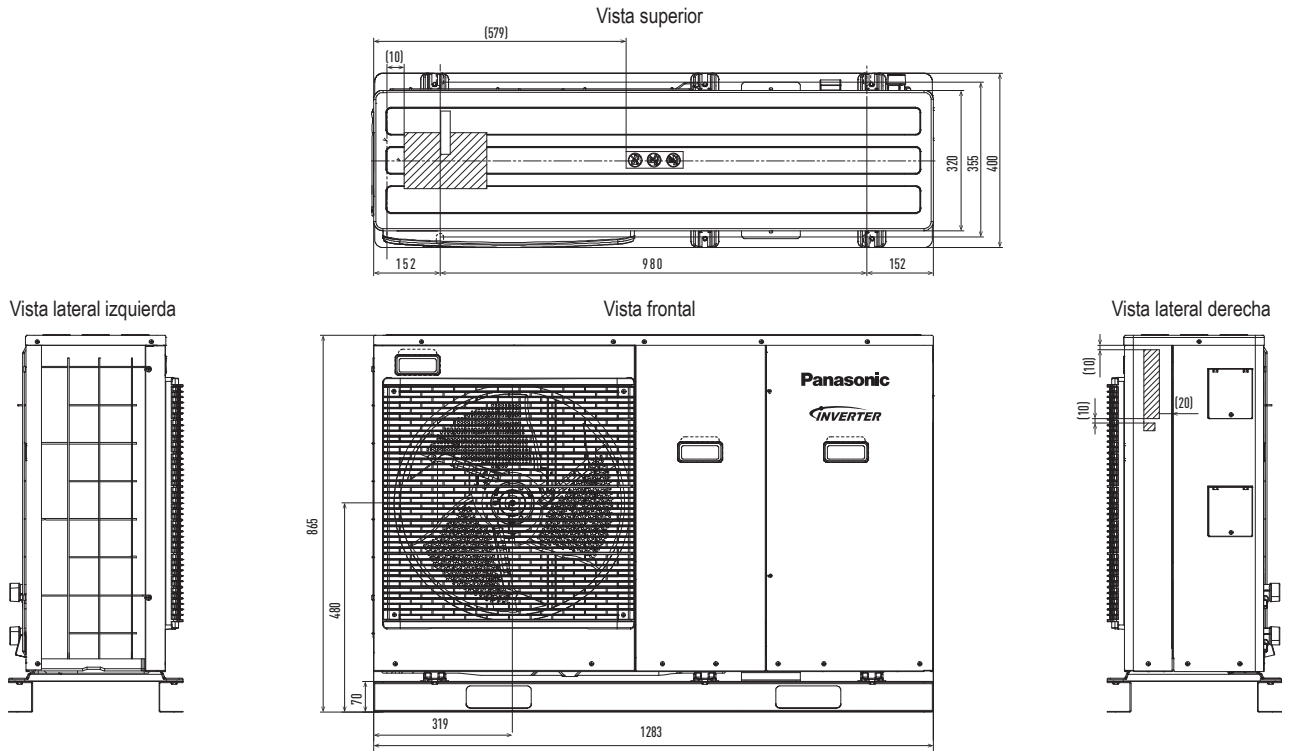 Vista superior
(579)
(10)
320
355
400
152
980
152
Vista lateral izquierda
Vista frontal
Vista lateral derecha
Panasonic
INVERTER
865
480
70
319
1283
(10)
(10)
(20)